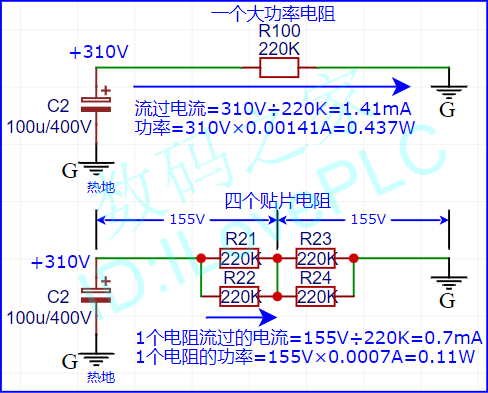 一个大功率电阻
R100
220K
+310V
C2
100u/400V
流过电流=310V÷220K=1.41mA
功率=310V×0.00141A=0.437W
G
G
热地
四个贴片电阻
155V
155V
R21
R23
220K
220K
+310V
R22
R24
220K
220K
C2
100u/400V
G
1个电阻流过的电流=155V÷220K=0.7mA
1个电阻的功率=155V×0.0007A=0.11W
G
热地
数码之家
ID:ILovePLC